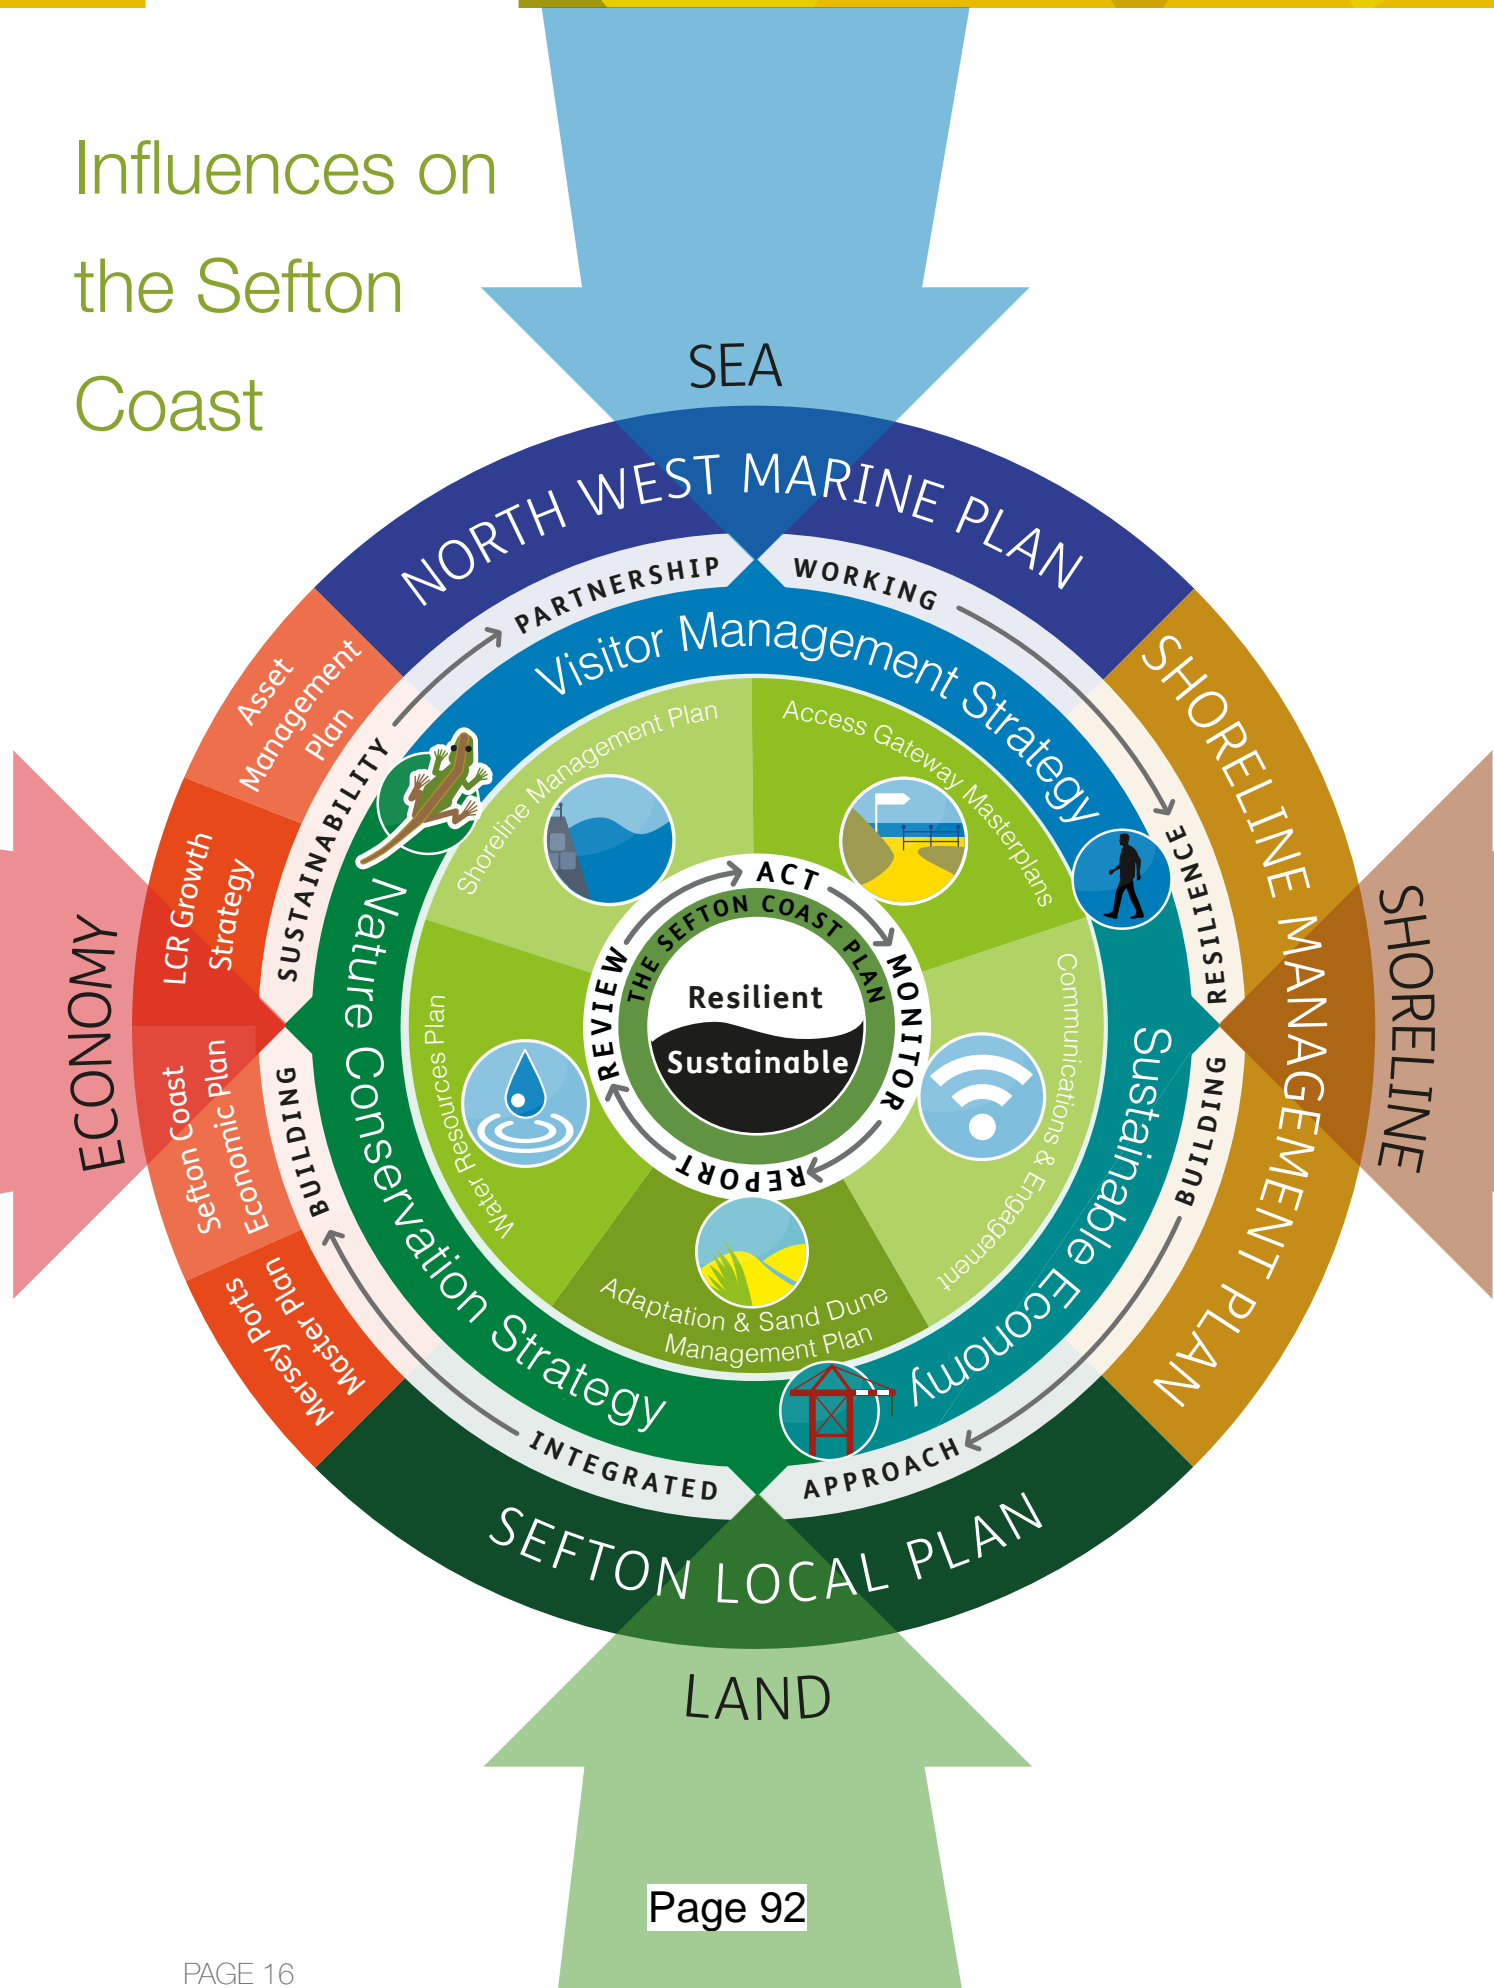 Influences on
the Sefton
Coast
SEA
NORTH WEST MARINE PLAN
SHORELINE MANAGEMENT PLAN
SHORELINE
SEFTON LOCAL PLAN
LAND
ECONOMY
Asset
Management
Plan
LCR Growth
Strategy
Sefton Coast
Economic Plan
Mersey Ports
Master Plan
PARTNERSHIP
WORKING
RESILIENCE
BUILDING
APPROACH
INTEGRATED
BUILDING
SUSTAINABILITY
Visitor Management Strategy
Sustainable Economy
Nature Conservation Strategy
Shoreline Management Plan
Access Gateway Masterplans
Communications & Engagement
Adaptation & Sand Dune
Management Plan
Water Resources Plan
ACT
MONITOR
REPORT
REVIEW
THE SEFTON COAST PLAN
Resilient
Sustainable
Page 92
PAGE 16